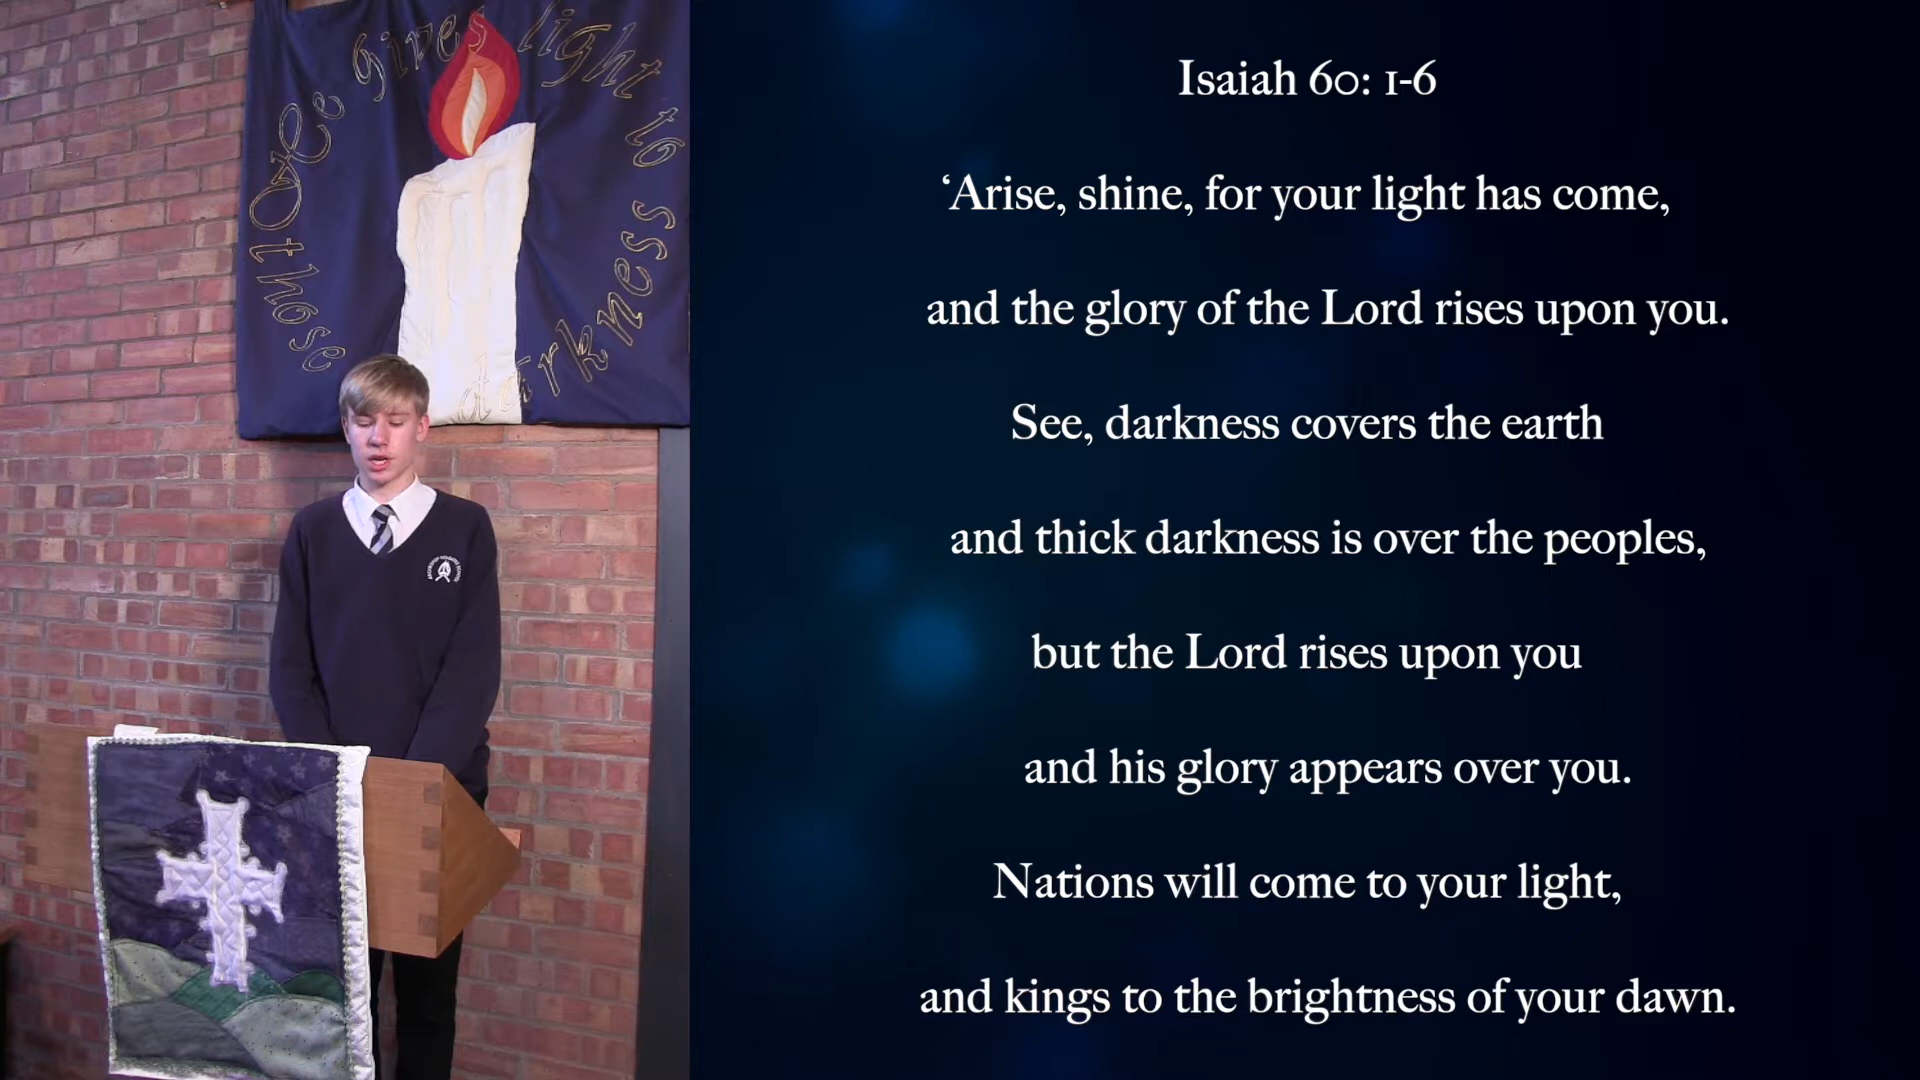 Love gives light to
those
darkness
Isaiah 60: 1-6
‘Arise, shine, for your light has come,
and the glory of the Lord rises upon you.
See, darkness covers the earth
and thick darkness is over the peoples,
but the Lord rises upon you
and his glory appears over you.
Nations will come to your light,
and kings to the brightness of your dawn.